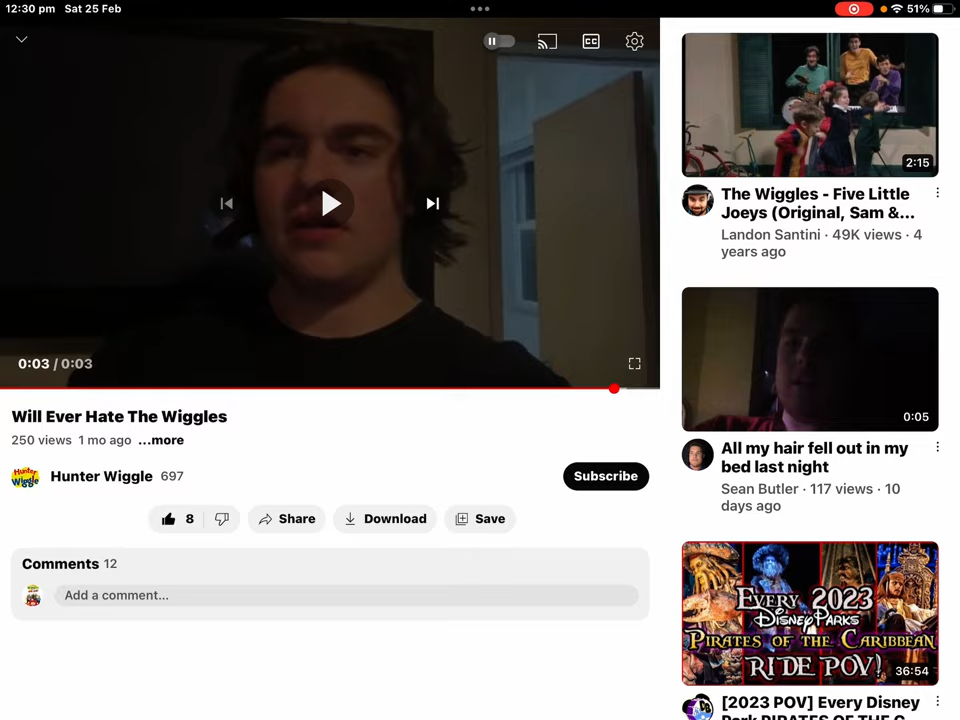 12:30 pm Sat 25 Feb
51%
CC
0:03 / 0:03
Will Ever Hate The Wiggles
250 views 1 mo ago ...more
Hunter Wiggle
Hunter Wiggle 697
Subscribe
8
Share
Download
Save
Comments 12
Add a comment...
2:15
The Wiggles - Five Little
Joeys (Original, Sam &...
Landon Santini · 49K views · 4
years ago
0:05
All my hair fell out in my
bed last night
Sean Butler · 117 views · 10
days ago
EVERY 2023
DISNEY PARKS
PIRATES OF THE CARIBBEAN
RIDE POV!
36:54
[2023 POV] Every Disney
Park PIRATES OF THE C